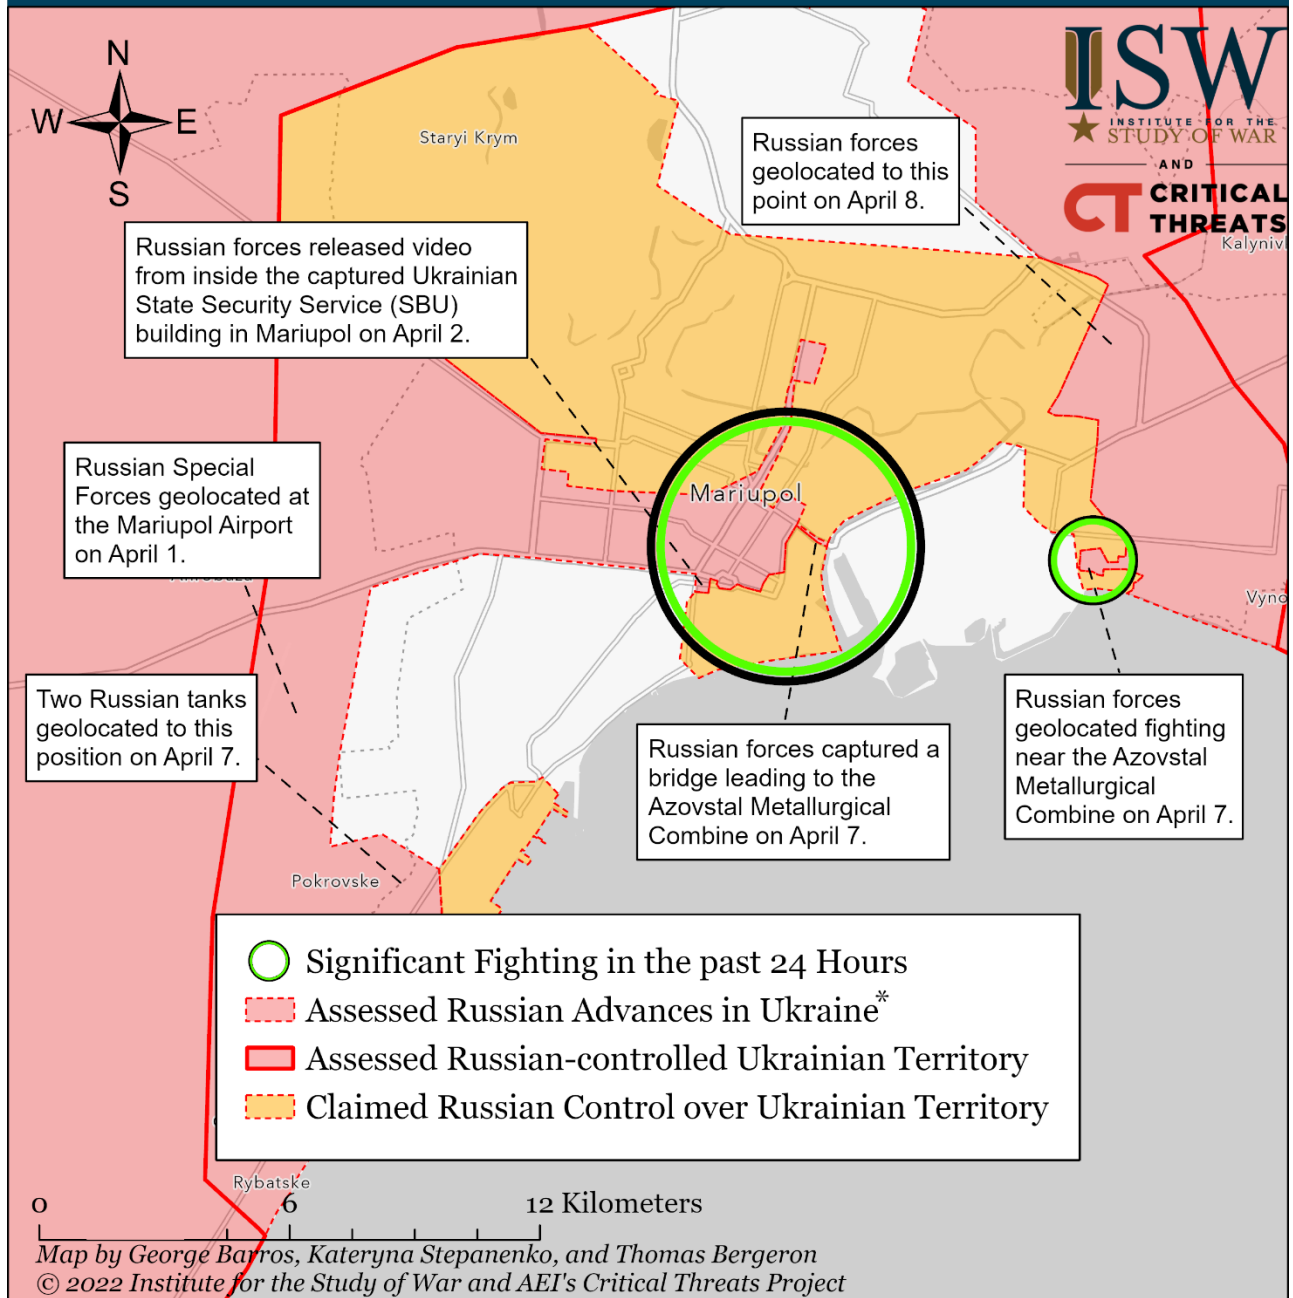 N
W E
S
ISW
INSTITUTE FOR THE
STUDY OF WAR
AND
CT CRITICAL
THREATS
Staryi Krym
Russian forces
geolocated to this
point on April 8.
Russian forces released video
from inside the captured Ukrainian
State Security Service (SBU)
building in Mariupol on April 2.
Russian Special
Forces geolocated at
the Mariupol Airport
on April 1.
Mariupol
Two Russian tanks
geolocated to this
position on April 7.
Russian forces captured a
bridge leading to the
Azovstal Metallurgical
Combine on April 7.
Russian forces
geolocated fighting
near the Azovstal
Metallurgical
Combine on April 7.
Pokrovske
Significant Fighting in the past 24 Hours
Assessed Russian Advances in Ukraine*
Assessed Russian-controlled Ukrainian Territory
Claimed Russian Control over Ukrainian Territory
Rybatske
0 6 12 Kilometers
Map by George Barros, Kateryna Stepanenko, and Thomas Bergeron
© 2022 Institute for the Study of War and AEI's Critical Threats Project